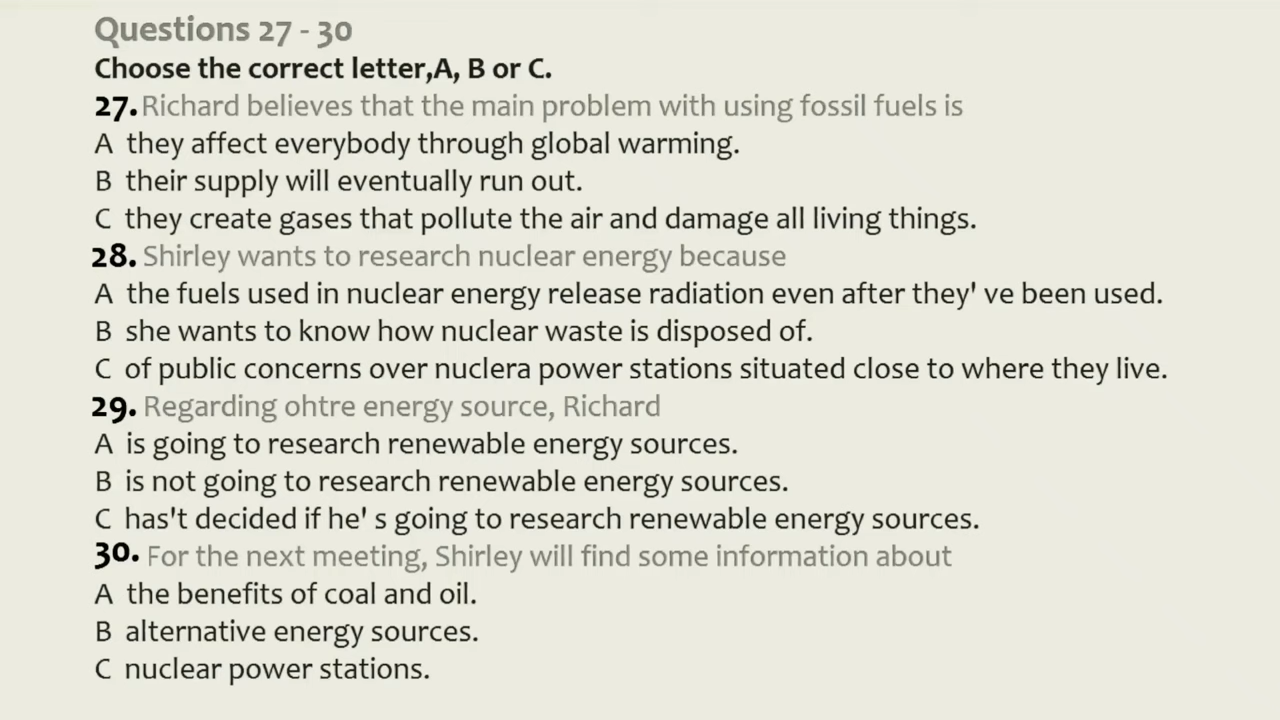 Questions 27 - 30
Choose the correct letter,A, B or C.
27. Richard believes that the main problem with using fossil fuels is
A they affect everybody through global warming.
B their supply will eventually run out.
C they create gases that pollute the air and damage all living things.
28. Shirley wants to research nuclear energy because
A the fuels used in nuclear energy release radiation even after they' ve been used.
B she wants to know how nuclear waste is disposed of.
C of public concerns over nuclera power stations situated close to where they live.
29. Regarding ohtre energy source, Richard
A is going to research renewable energy sources.
B is not going to research renewable energy sources.
C has't decided if he' s going to research renewable energy sources.
30. For the next meeting, Shirley will find some information about
A the benefits of coal and oil.
B alternative energy sources.
C nuclear power stations.